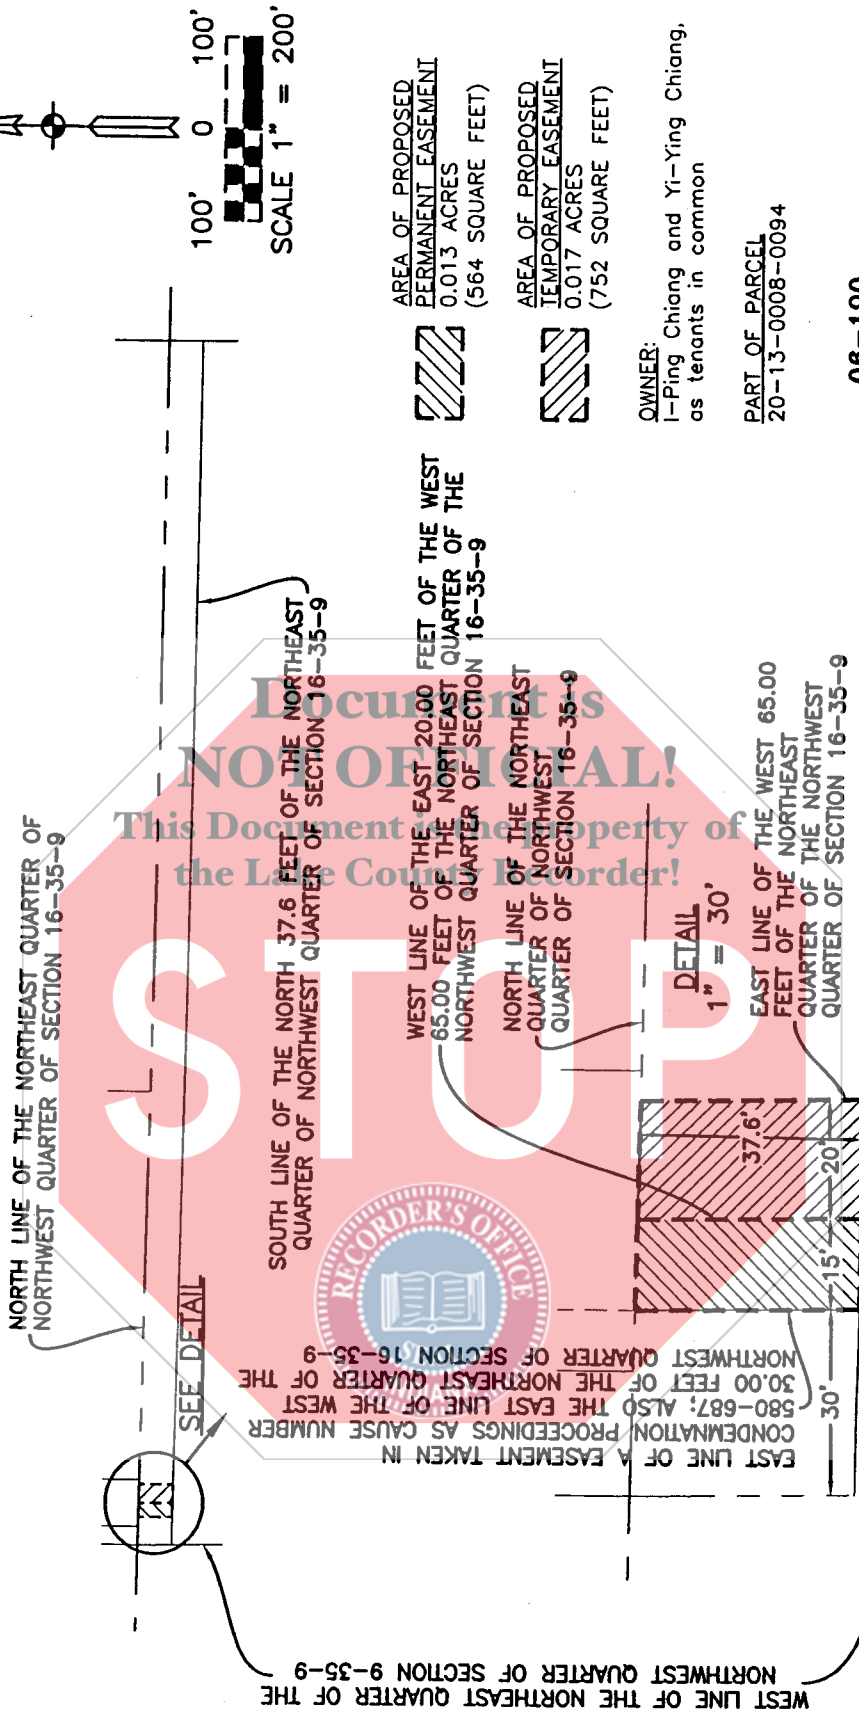 NORTH LINE OF THE NORTHEAST QUARTER OF
NORTHWEST QUARTER OF SECTION 16-35-9
100' 0 100'
SCALE 1" = 200'
SEE DETAIL
SOUTH LINE OF THE NORTH 37.6 FEET OF THE NORTHEAST
QUARTER OF NORTHWEST QUARTER OF SECTION 16-35-9
AREA OF PROPOSED
PERMANENT EASEMENT
0.013 ACRES
(564 SQUARE FEET)
AREA OF PROPOSED
TEMPORARY EASEMENT
0.017 ACRES
(752 SQUARE FEET)
OWNER:
I-Ping Chiang and Yi-Ying Chiang,
as tenants in common
PART OF PARCEL
20-13-0008-0094
06-190
WEST LINE OF THE EAST 20.00 FEET OF THE WEST
65.00 FEET OF THE NORTHEAST QUARTER OF THE
NORTHWEST QUARTER OF SECTION 16-35-9
NORTH LINE OF THE NORTHEAST
QUARTER OF NORTHWEST
QUARTER OF SECTION 16-35-9
DETAIL
1" = 30'
EAST LINE OF THE WEST 65.00
FEET OF THE NORTHEAST
QUARTER OF THE NORTHWEST
QUARTER OF SECTION 16-35-9
37.6'
30'
15'
20'
EAST LINE OF A EASEMENT TAKEN IN
CONDEMNATION PROCEEDINGS AS CAUSE NUMBER
580-687; ALSO THE EAST LINE OF THE WEST
30.00 FEET OF THE NORTHEAST QUARTER OF THE
NORTHWEST QUARTER OF SECTION 16-35-9
WEST LINE OF THE NORTHEAST QUARTER OF THE
NORTHWEST QUARTER OF SECTION 9-35-9
Document is
NOT OFFICIAL!
This Document is the property of
the Lake County Recorder!
STOP
RECORDER'S OFFICE
INDIANA